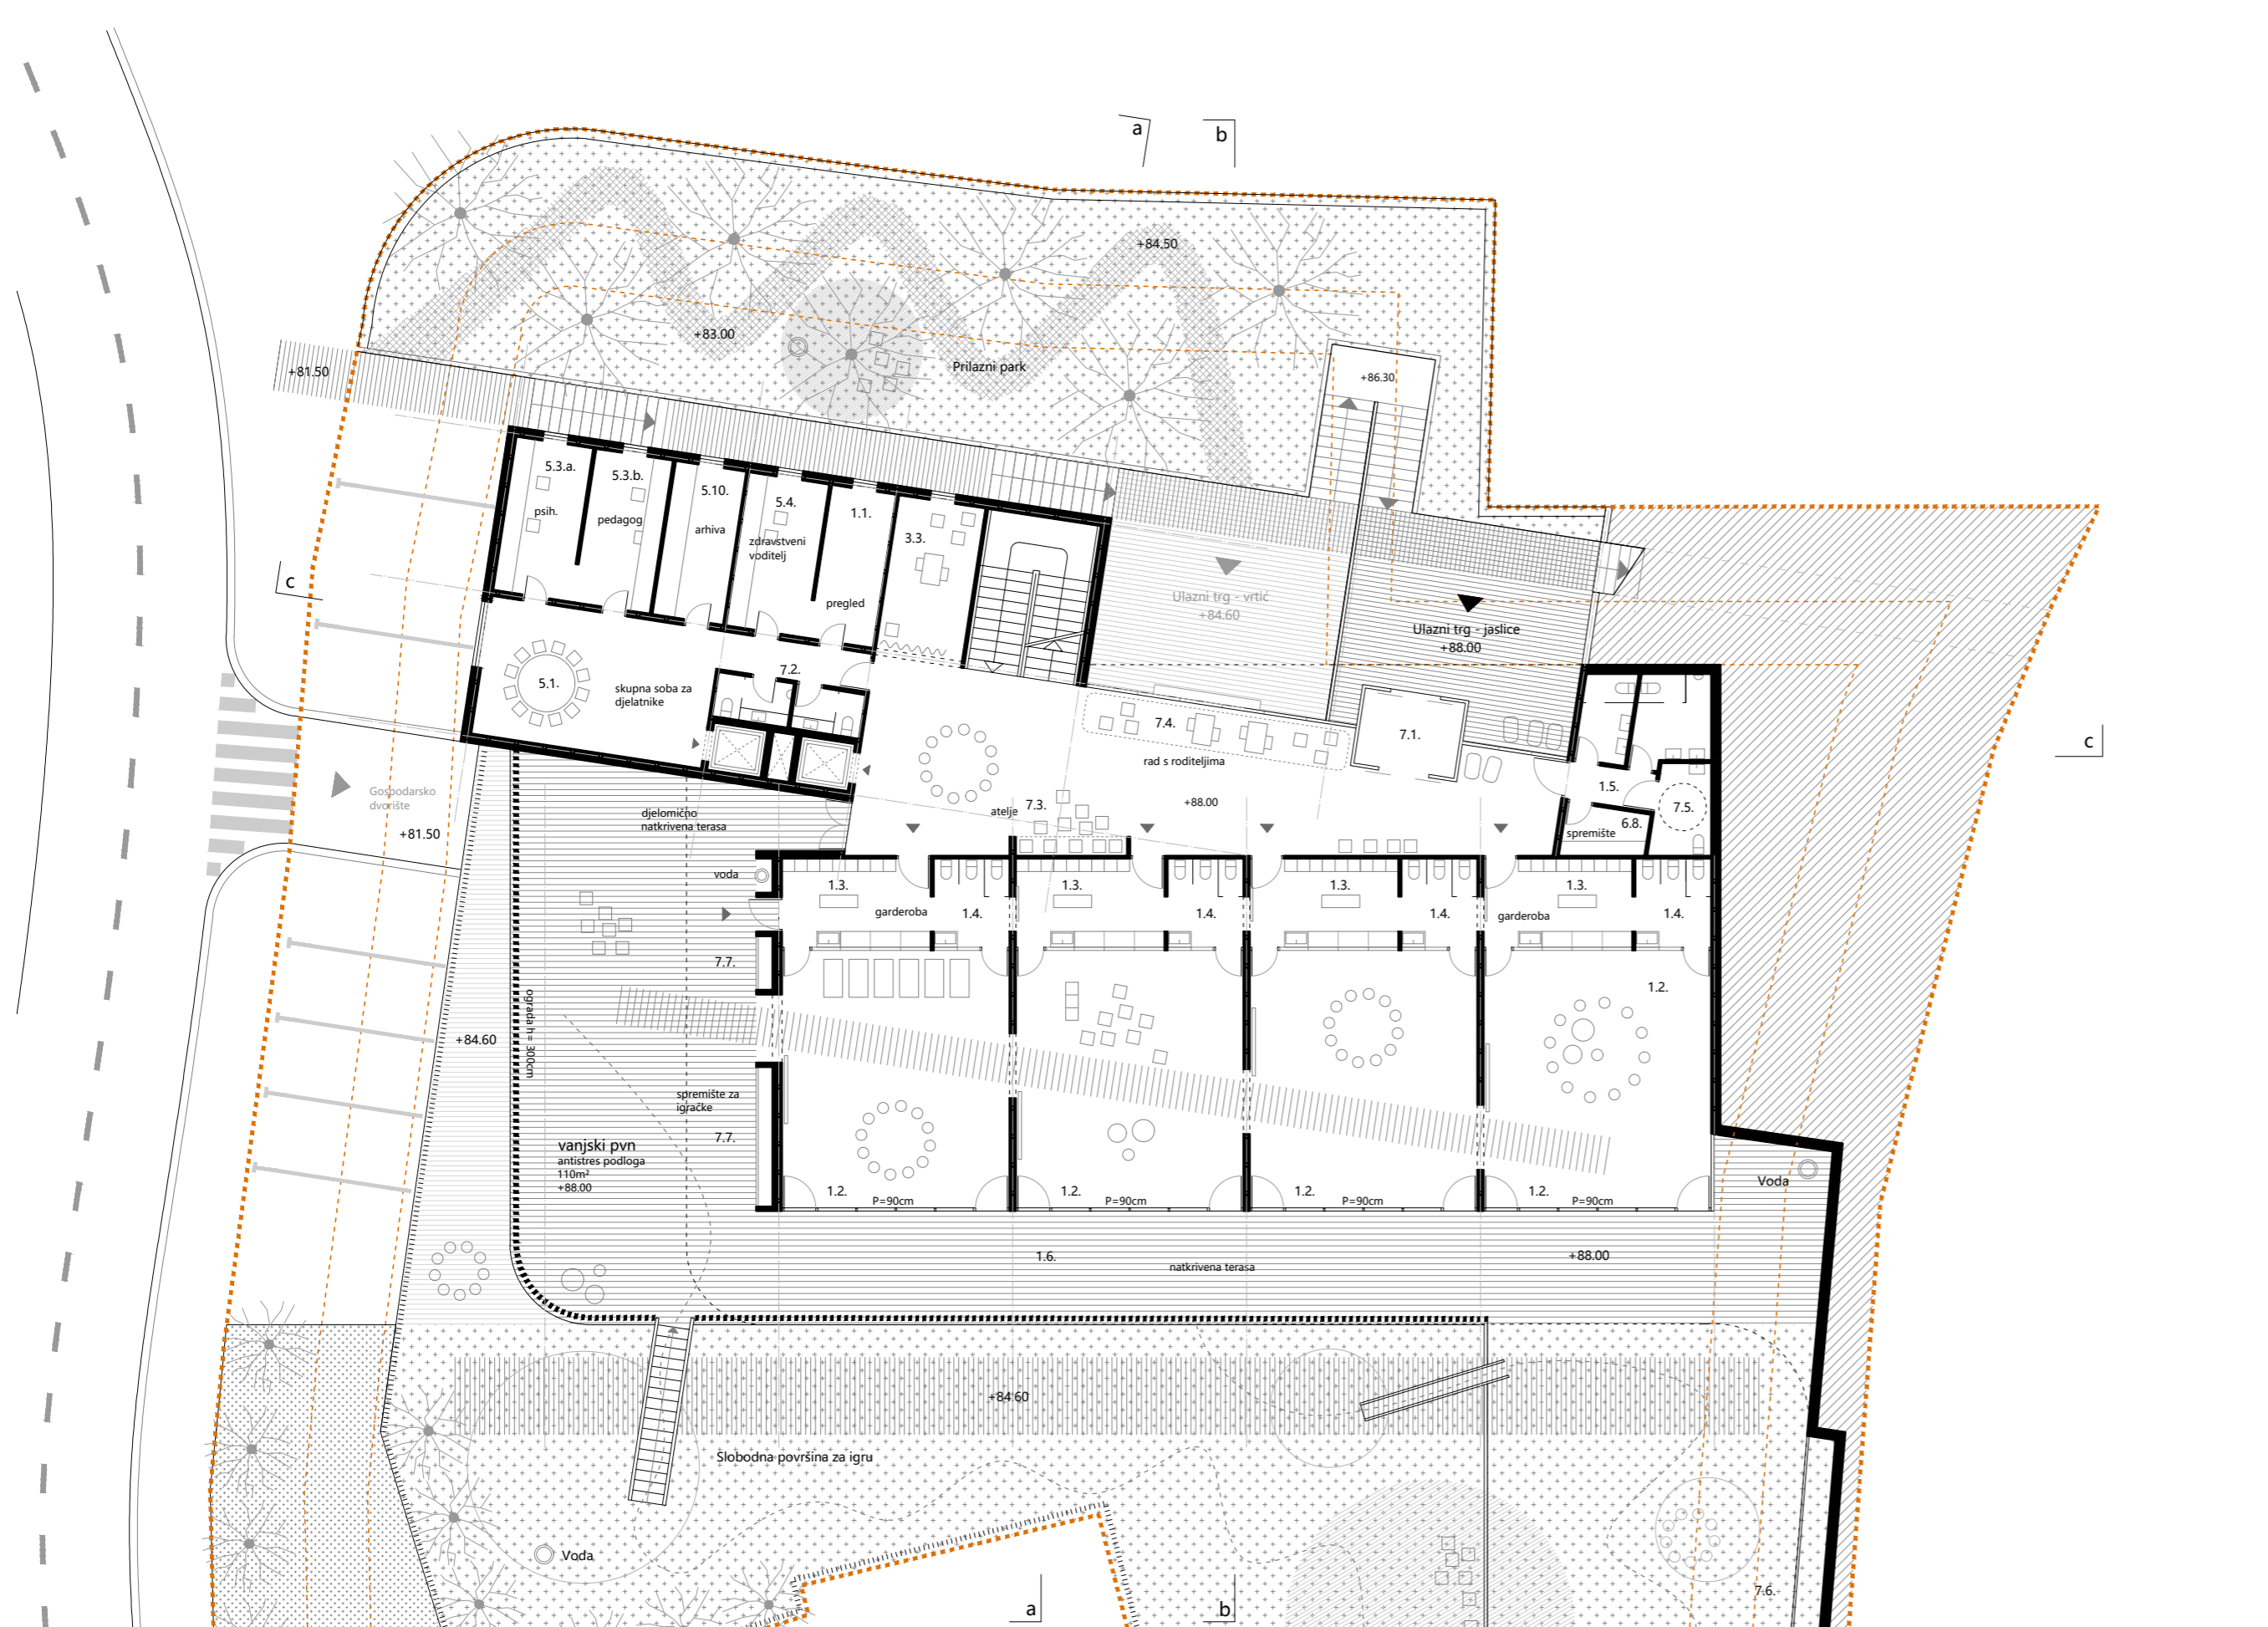 a
b
+84.50
+83.00
Prilazni park
+81.50
+86.30
5.3.a.
5.3.b.
5.10.
5.4.
1.1.
3.3.
psih.
pedagog
arhiva
zdravstveni
voditelj
pregled
c
Ulazni trg - vrtić
+84.60
Ulazni trg - jaslice
+88.00
5.1.
skupna soba za
djelatnike
7.2.
7.4.
rad s roditeljima
7.1.
c
1.5.
7.5.
6.8.
spremište
Gospodarsko
dvorište
+81.50
djelomično
natkrivena terasa
atelje
7.3.
+88.00
voda
1.3.
1.3.
1.3.
1.3.
garderoba
1.4.
1.4.
1.4.
garderoba
1.4.
7.7.
1.2.
ograda h = 300cm
+84.60
spremište za
igračke
7.7.
vanjski pvn
antistres podloga
110m²
+88.00
1.2.
P=90cm
1.2.
P=90cm
1.2.
P=90cm
1.2.
P=90cm
Voda
1.6.
natkrivena terasa
+88.00
+84.60
Slobodna površina za igru
Voda
7.6.
a
b